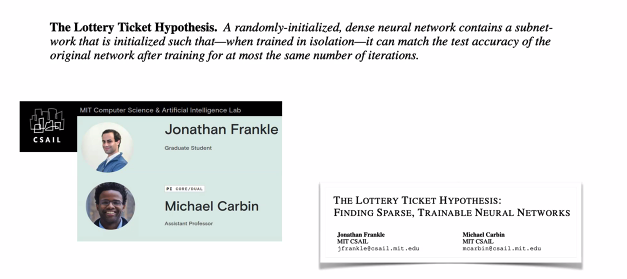 The Lottery Ticket Hypothesis. A randomly-initialized, dense neural network contains a subnet-
work that is initialized such that—when trained in isolation—it can match the test accuracy of the
original network after training for at most the same number of iterations.
CSAIL
MIT Computer Science & Artificial Intelligence Lab
Jonathan Frankle
Graduate Student
PI CORE/DUAL
Michael Carbin
Assistant Professor
THE LOTTERY TICKET HYPOTHESIS:
FINDING SPARSE, TRAINABLE NEURAL NETWORKS
Jonathan Frankle Michael Carbin
MIT CSAIL MIT CSAIL
jfrankle@csail.mit.edu mcarbin@csail.mit.edu